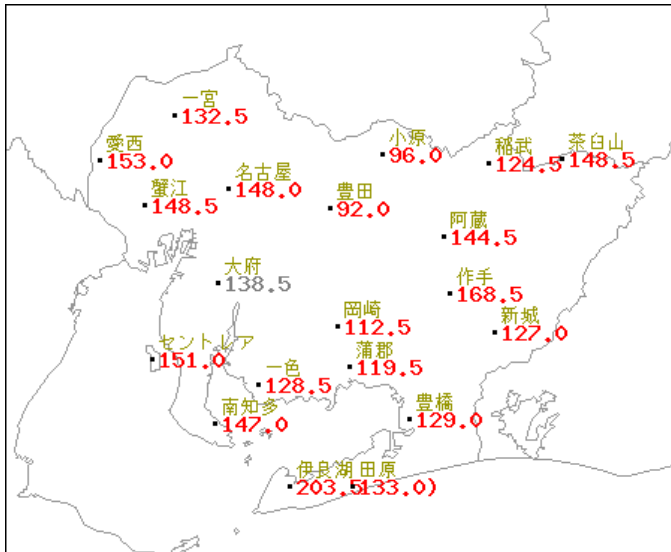 一宮
132.5
愛西
153.0
小原
96.0
稲武
124.5
茶臼山
148.5
蟹江
148.5
名古屋
148.0
豊田
92.0
阿蔵
144.5
大府
138.5
作手
168.5
岡崎
112.5
新城
127.0
セントレア
151.0
蒲郡
119.5
一色
128.5
南知多
147.0
豊橋
129.0
伊良湖
203.5
田原
133.0)